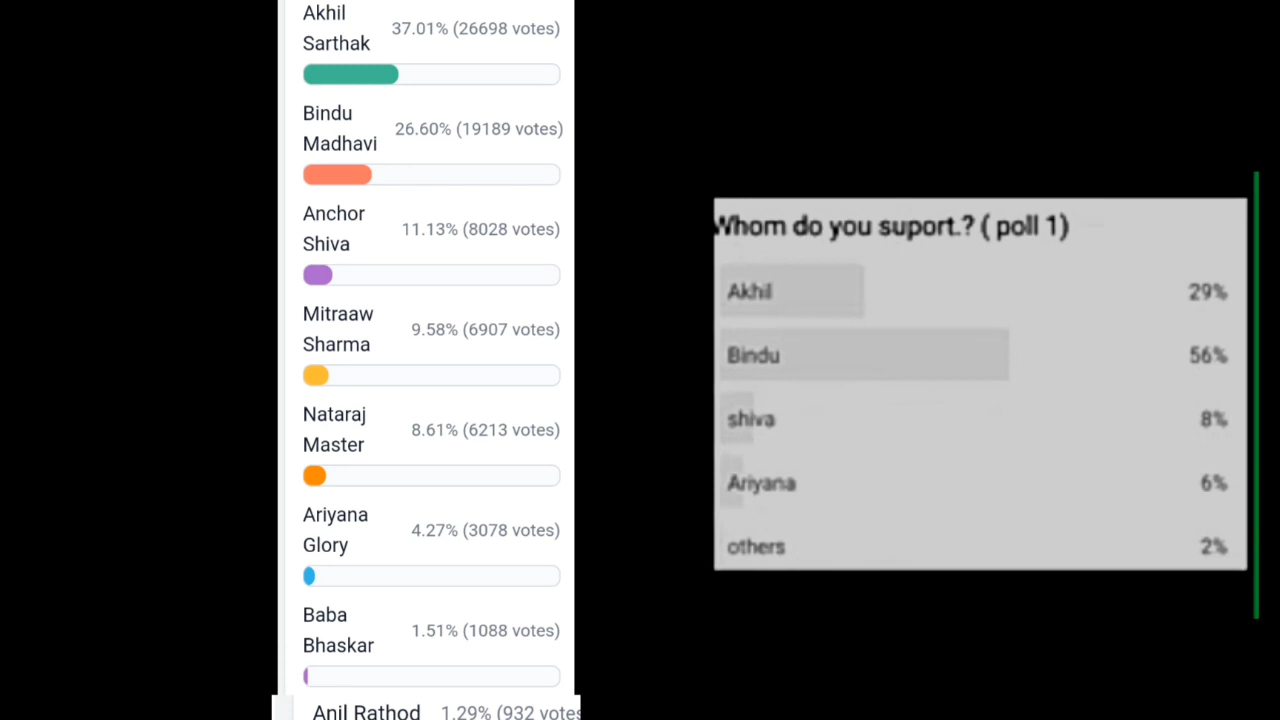 Akhil
Sarthak
37.01% (26698 votes)
Bindu
Madhavi
26.60% (19189 votes)
Anchor
Shiva
11.13% (8028 votes)
Mitraaw
Sharma
9.58% (6907 votes)
Nataraj
Master
8.61% (6213 votes)
Ariyana
Glory
4.27% (3078 votes)
Baba
Bhaskar
1.51% (1088 votes)
Anil Rathod 1.29% (932 votes
Whom do you suport.? ( poll 1)
Akhil 29%
Bindu 56%
shiva 8%
Ariyana 6%
others 2%